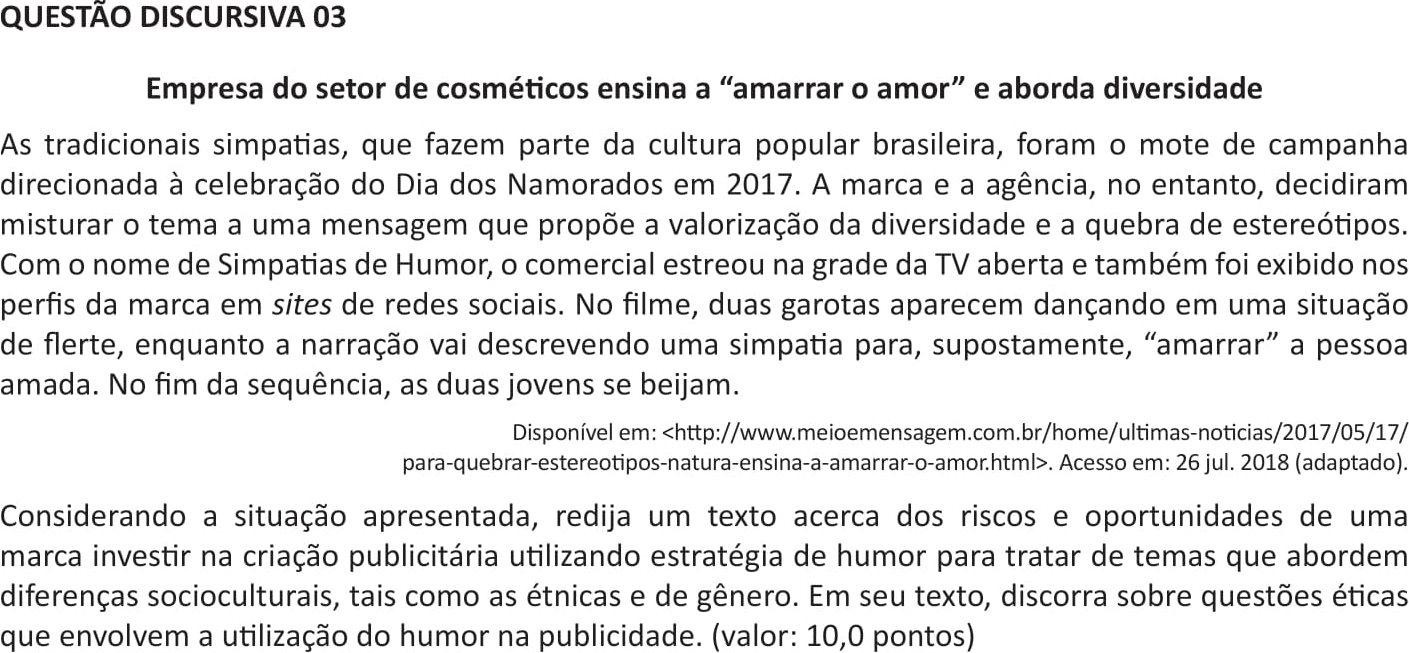 QUESTÃO DISCURSIVA 03
Empresa do setor de cosméticos ensina a “amarrar o amor” e aborda diversidade
As tradicionais simpatias, que fazem parte da cultura popular brasileira, foram o mote de campanha
direcionada à celebração do Dia dos Namorados em 2017. A marca e a agência, no entanto, decidiram
misturar o tema a uma mensagem que propõe a valorização da diversidade e a quebra de estereótipos.
Com o nome de Simpatias de Humor, o comercial estreou na grade da TV aberta e também foi exibido nos
perfis da marca em sites de redes sociais. No filme, duas garotas aparecem dançando em uma situação
de flerte, enquanto a narração vai descrevendo uma simpatia para, supostamente, “amarrar” a pessoa
amada. No fim da sequência, as duas jovens se beijam.
Disponível em: <http://www.meioemensagem.com.br/home/ultimas-noticias/2017/05/17/
para-quebrar-estereotipos-natura-ensina-a-amarrar-o-amor.html>. Acesso em: 26 jul. 2018 (adaptado).
Considerando a situação apresentada, redija um texto acerca dos riscos e oportunidades de uma
marca investir na criação publicitária utilizando estratégia de humor para tratar de temas que abordem
diferenças socioculturais, tais como as étnicas e de gênero. Em seu texto, discorra sobre questões éticas
que envolvem a utilização do humor na publicidade. (valor: 10,0 pontos)